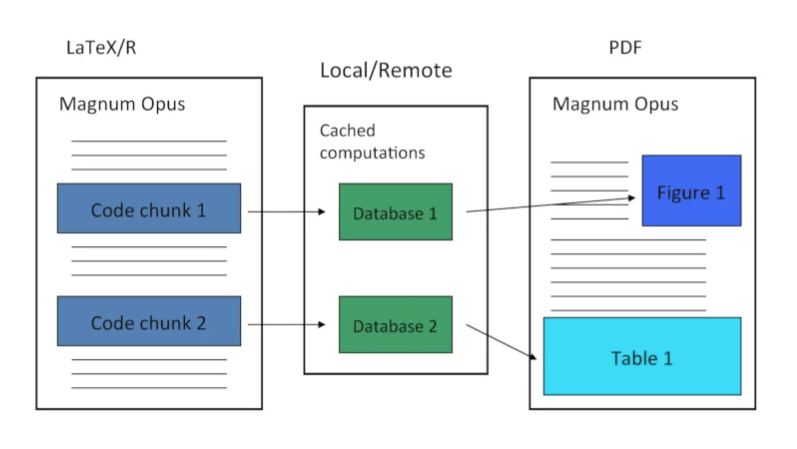 LaTeX/R
Magnum Opus
Code chunk 1
Code chunk 2
Local/Remote
Cached
computations
Database 1
Database 2
PDF
Magnum Opus
Figure 1
Table 1